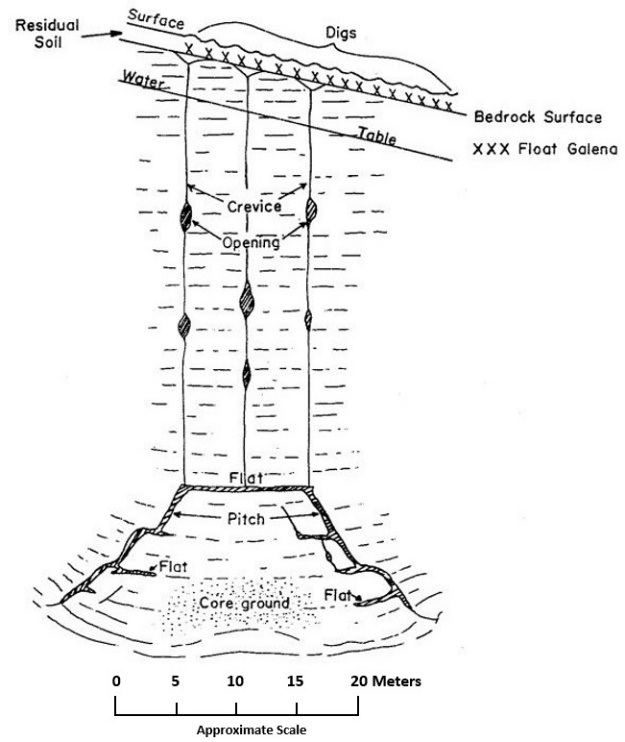 Residual
Soil
Surface
Digs
Water
Table
Bedrock Surface
XXX Float Galena
Crevice
Opening
Flat
Pitch
Flat
Flat
Core ground
0 5 10 15 20 Meters
Approximate Scale